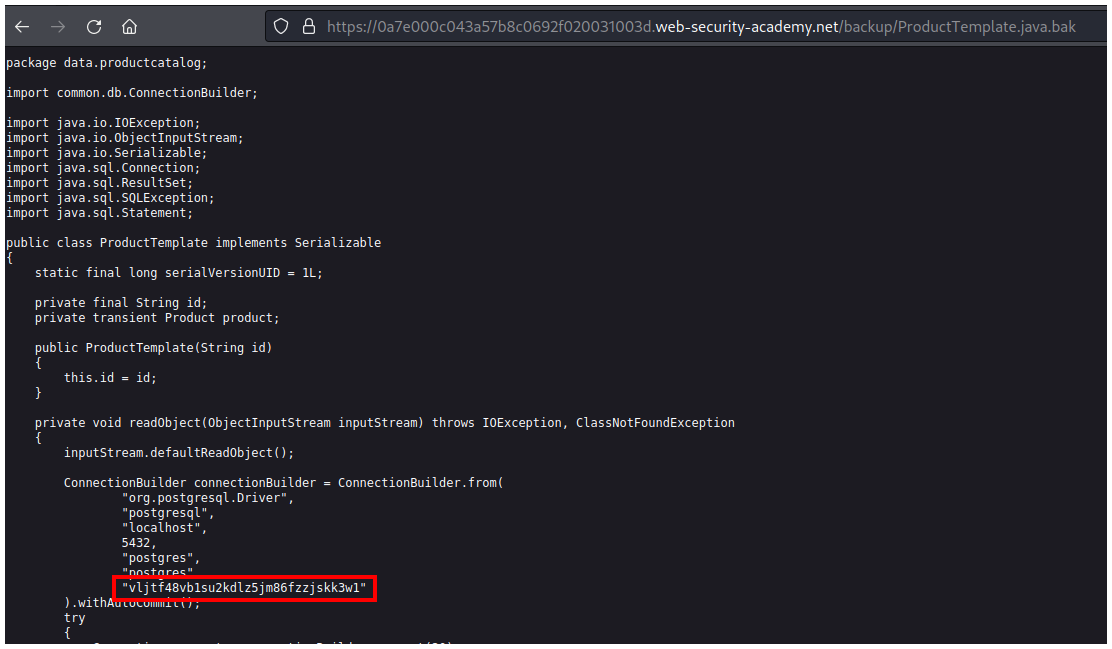 https://0a7e000c043a57b8c0692f020031003d.web-security-academy.net/backup/ProductTemplate.java.bak
package data.productcatalog;
import common.db.ConnectionBuilder;
import java.io.IOException;
import java.io.ObjectInputStream;
import java.io.Serializable;
import java.sql.Connection;
import java.sql.ResultSet;
import java.sql.SQLException;
import java.sql.Statement;
public class ProductTemplate implements Serializable
{
static final long serialVersionUID = 1L;
private final String id;
private transient Product product;
public ProductTemplate(String id)
{
this.id = id;
}
private void readObject(ObjectInputStream inputStream) throws IOException, ClassNotFoundException
{
inputStream.defaultReadObject();
ConnectionBuilder connectionBuilder = ConnectionBuilder.from(
"org.postgresql.Driver",
"postgresql",
"localhost",
5432,
"postgres",
"postgres",
"vljtf48vb1su2kdlz5jm86fzzjskk3w1"
).withAutoCommit();
try
{